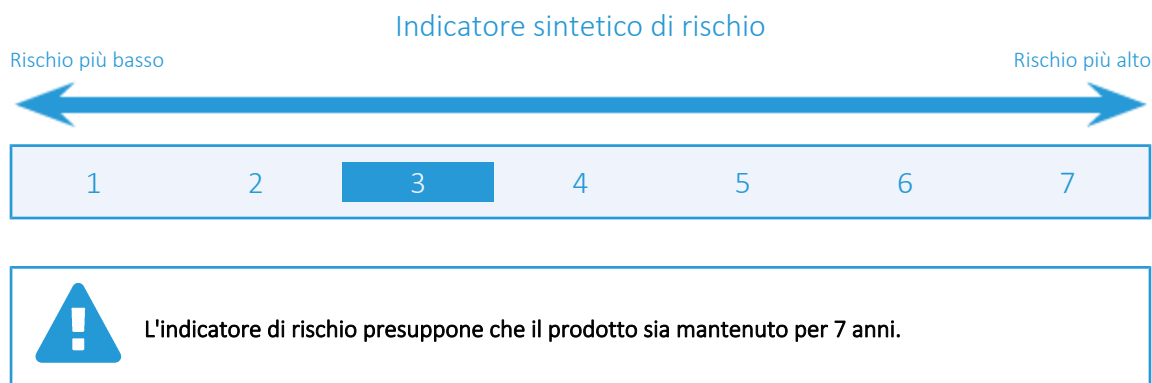 Indicatore sintetico di rischio
Rischio più basso
Rischio più alto
1 2 3 4 5 6 7
L'indicatore di rischio presuppone che il prodotto sia mantenuto per 7 anni.